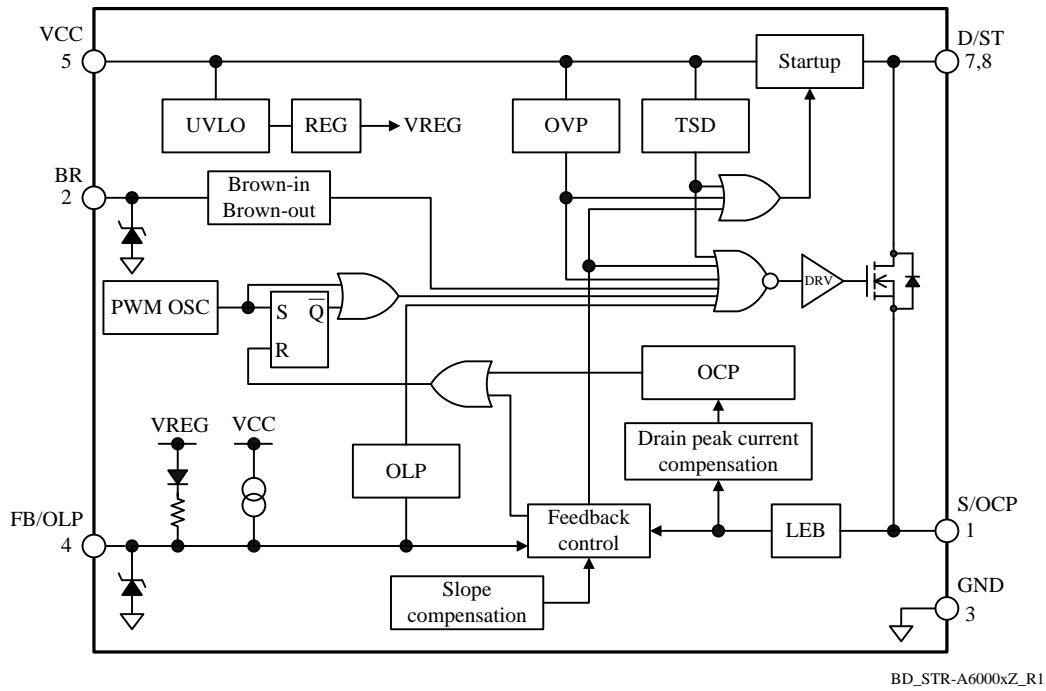 VCC
5
D/ST
7,8
Startup
UVLO
REG
VREG
OVP
TSD
BR
2
Brown-in
Brown-out
DRV
PWM OSC
S
Q̅
R
OCP
VREG
VCC
Drain peak current
compensation
OLP
FB/OLP
4
Feedback
control
LEB
S/OCP
1
Slope
compensation
GND
3
BD_STR-A6000xZ_R1